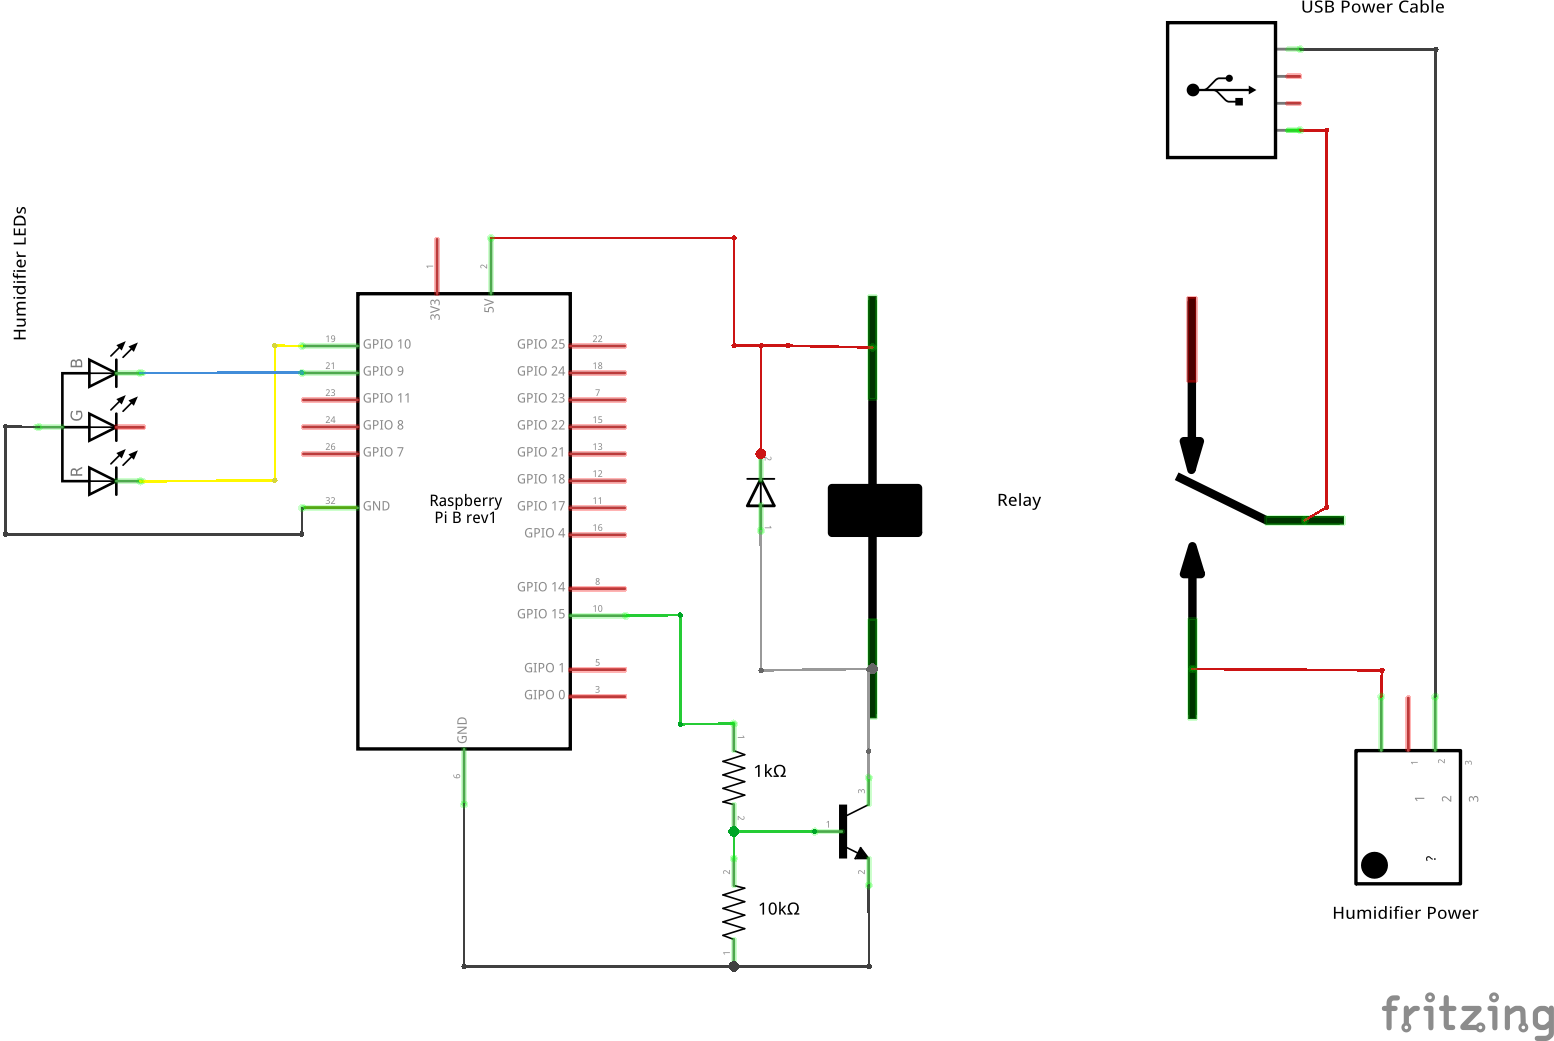 USB Power Cable
Humidifier LEDs
B
G
R
1
3V3
2
5V
19
GPIO 10
21
GPIO 9
23
GPIO 11
24
GPIO 8
26
GPIO 7
32
GND
Raspberry
Pi B rev1
GPIO 25
22
GPIO 24
18
GPIO 23
7
GPIO 22
15
GPIO 21
13
GPIO 18
12
GPIO 17
11
GPIO 4
16
GPIO 14
8
GPIO 15
10
GIPO 1
5
GIPO 0
3
GND
6
2
1
Relay
1
1kΩ
2
1
3
2
2
10kΩ
1
1
2
3
1
2
3
?
Humidifier Power
fritzing